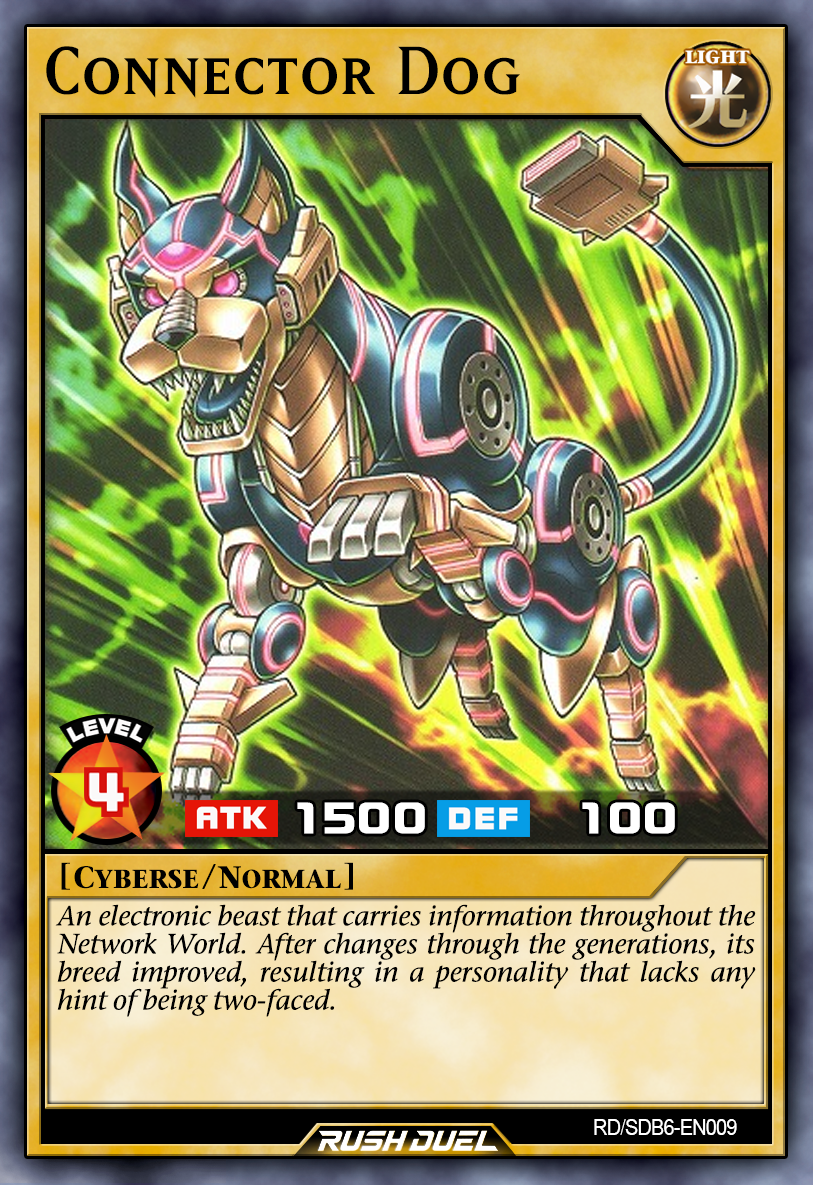 Connector Dog
LIGHT
光
LEVEL
4
ATK 1500 DEF 100
[Cyberse/Normal]
An electronic beast that carries information throughout the
Network World. After changes through the generations, its
breed improved, resulting in a personality that lacks any
hint of being two-faced.
RD/SDB6-EN009
RUSH DUEL